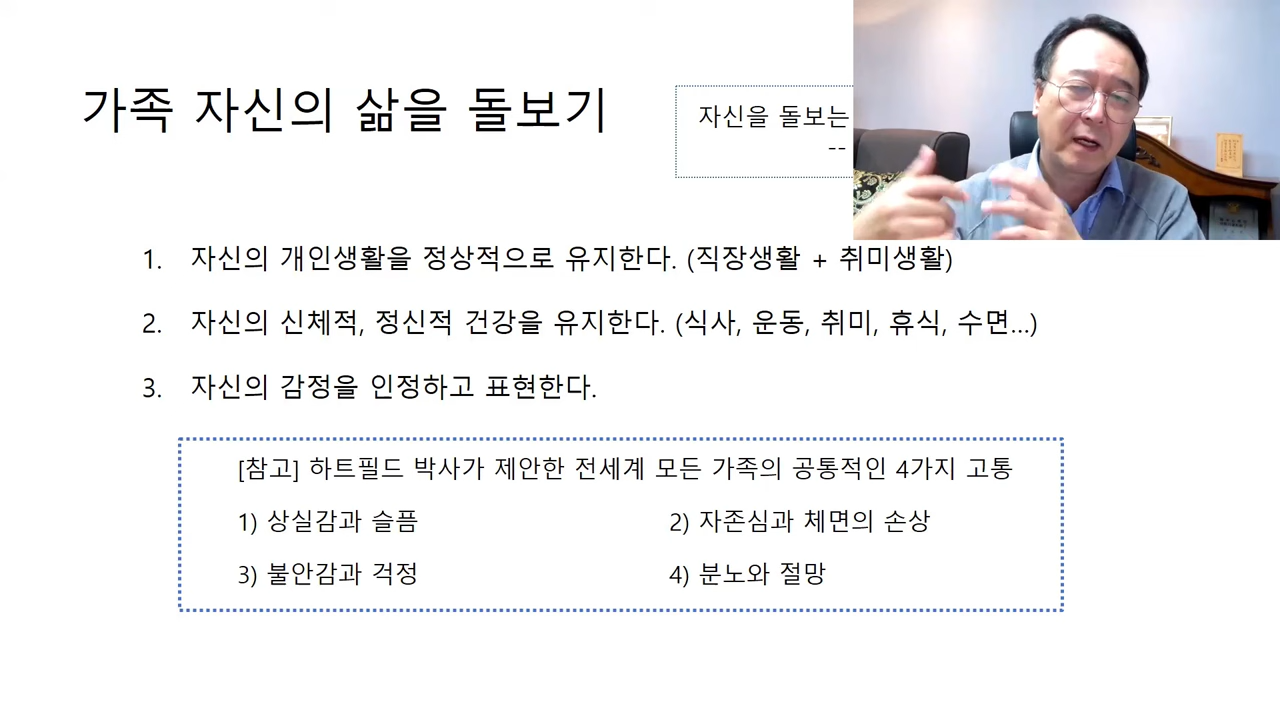 가족 자신의 삶을 돌보기
자신을 돌보는
--
1. 자신의 개인생활을 정상적으로 유지한다. (직장생활 + 취미생활)
2. 자신의 신체적, 정신적 건강을 유지한다. (식사, 운동, 취미, 휴식, 수면...)
3. 자신의 감정을 인정하고 표현한다.
[참고] 하트필드 박사가 제안한 전세계 모든 가족의 공통적인 4가지 고통
1) 상실감과 슬픔 2) 자존심과 체면의 손상
3) 불안감과 걱정 4) 분노와 절망